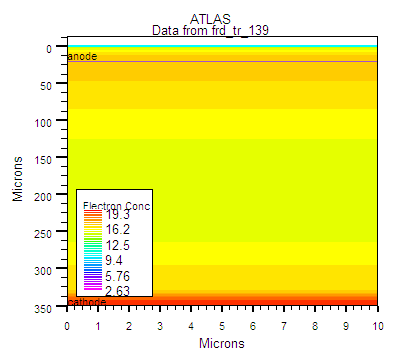 ATLAS
Data from frd_tr_139
Microns
0
50
100
150
200
250
300
350
anode
Electron Conc
19.3
16.2
12.5
9.4
5.76
2.63
cathode
0 1 2 3 4 5 6 7 8 9 10
Microns